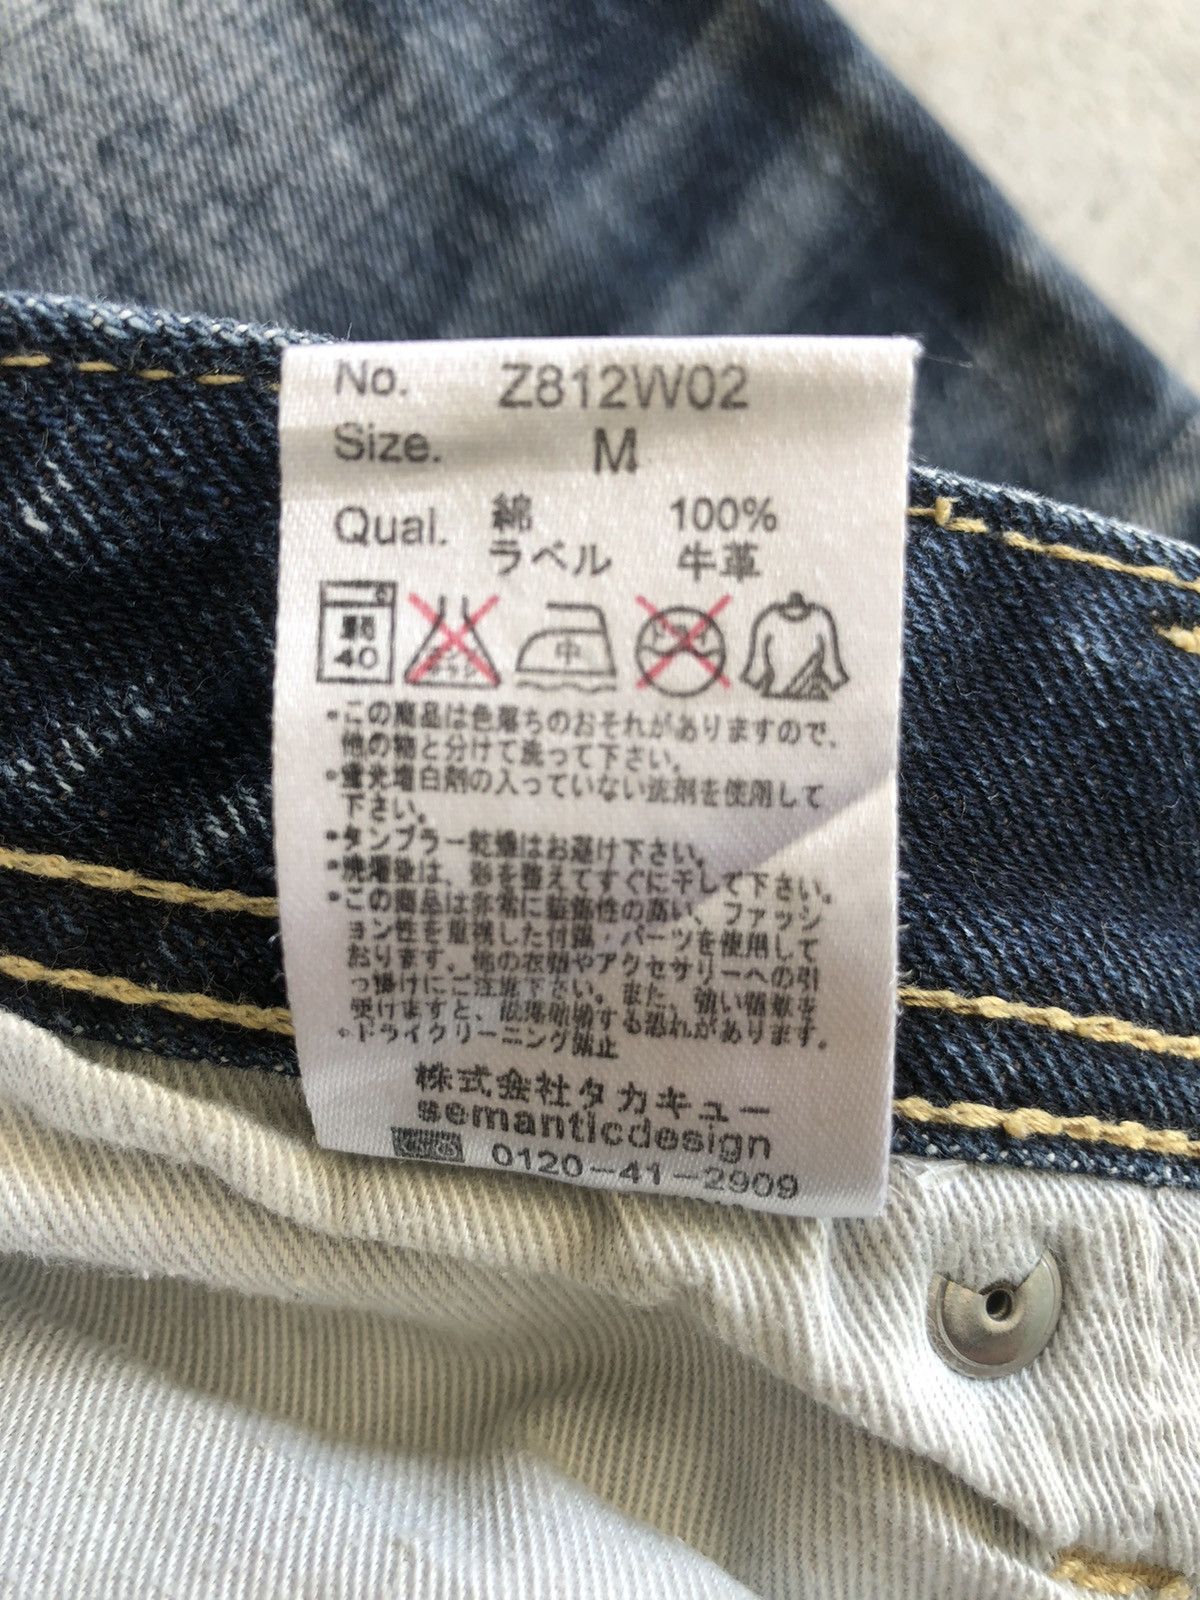 No. Z812W02
Size. M
Qual. 綿 100%
ラベル 牛革
40
中
・この商品は色落ちのおそれがありますので、
他の物と分けて洗って下さい。
・蛍光増白剤の入っていない洗剤を使用して
下さい。
・タンブラー乾燥はお避け下さい。
・洗濯後は、形を整えてすぐに干して下さい。
・この商品は非常に装飾性の高い、ファッシ
ョン性を重視した付属・パーツを使用して
おります。他の衣類やアクセサリーへの引
っ掛けにご注意下さい。また、強い摩擦を
受けますと、破損する恐れがあります。
・ドライクリーニング禁止
株式会社タカキュー
semanticdesign
0120-41-2909